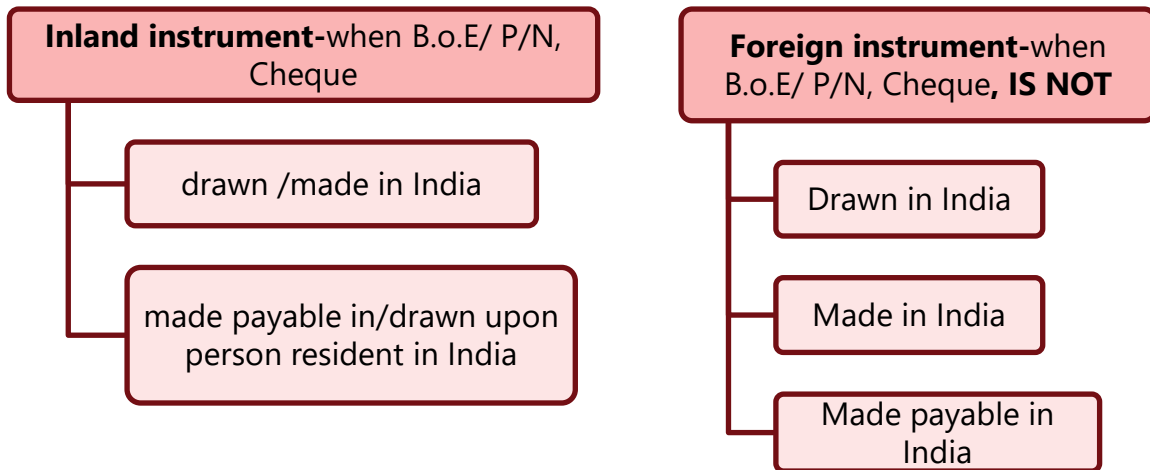 Inland instrument-when B.o.E/ P/N,
Cheque
drawn /made in India
made payable in/drawn upon
person resident in India
Foreign instrument-when
B.o.E/ P/N, Cheque, IS NOT
Drawn in India
Made in India
Made payable in
India